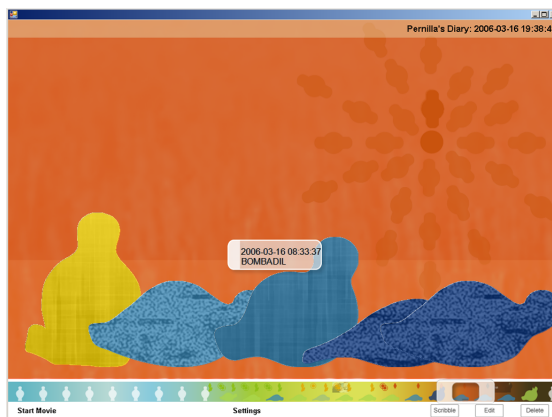 Pernilla's Diary: 2006-03-16 19:38:4
2006-03-16 08:33:37
BOMBADIL
Start Movie
Settings
Scribble
Edit
Delete